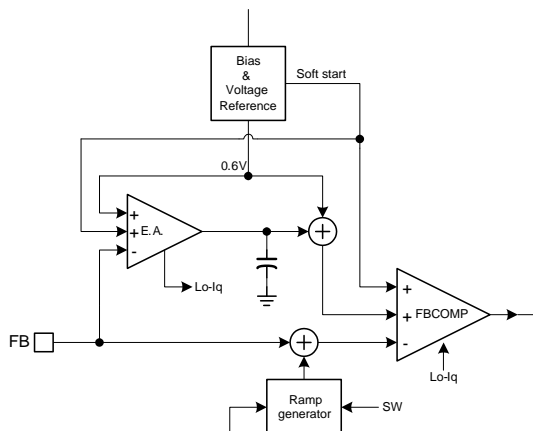 Bias
&
Voltage
Reference
Soft start
0.6V
+
+ E.A.
-
+
Lo-Iq
+
+ FBCOMP
-
FB
+
Lo-Iq
Ramp
generator
SW